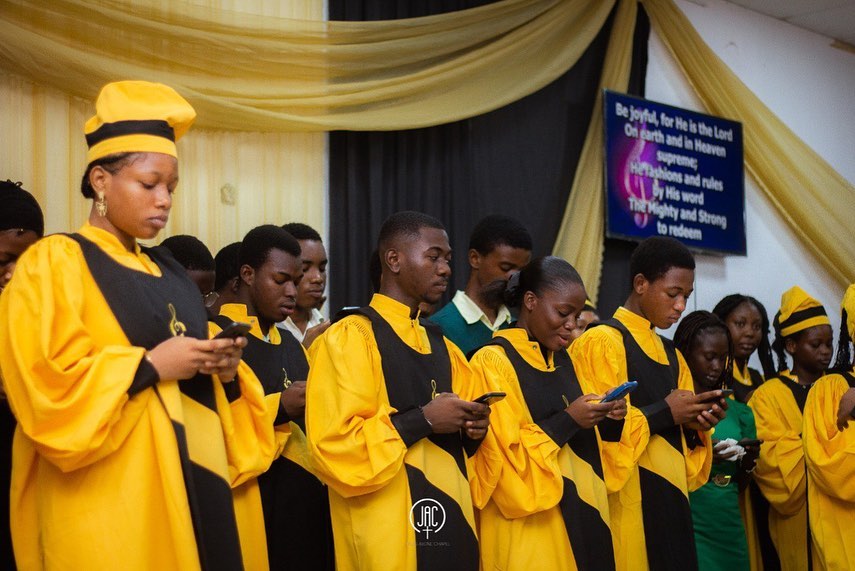 Be joyful, for He is the Lord
On earth and in Heaven
supreme;
He fashions and rules
By His word
The Mighty and Strong
to redeem
JAC